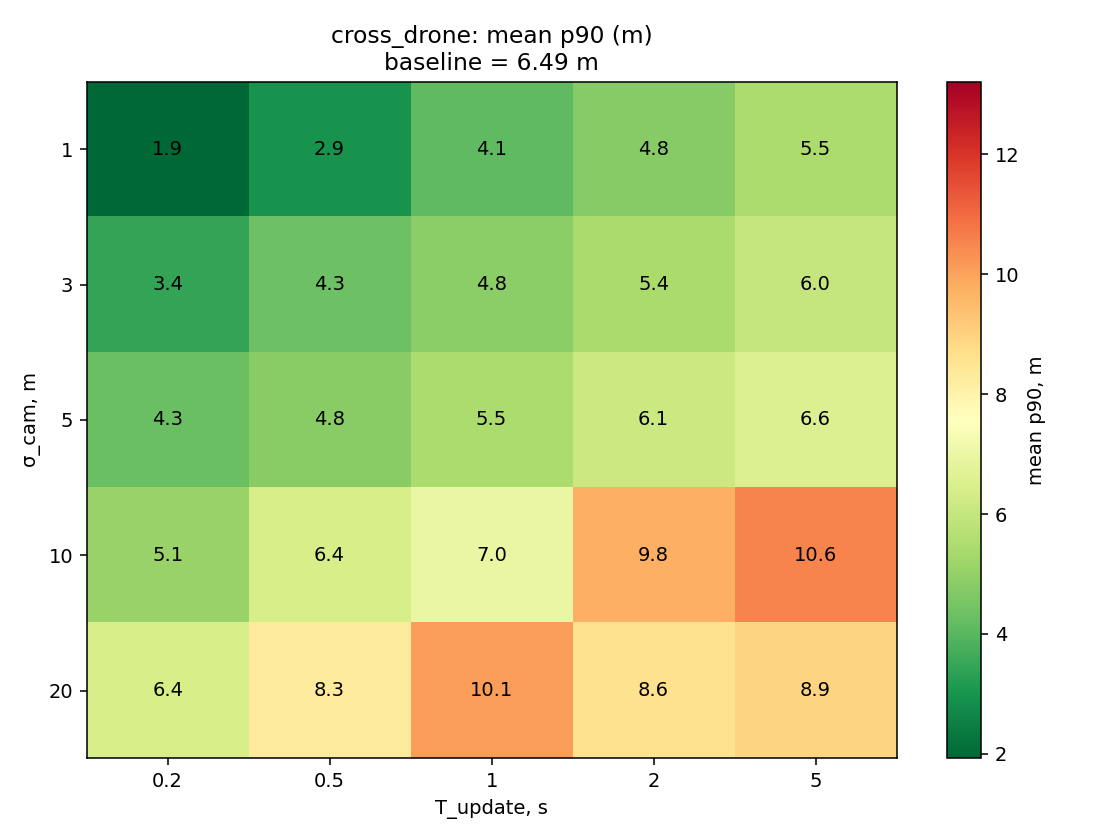 cross_drone: mean p90 (m)
baseline = 6.49 m
σ_cam, m
1
1.9 2.9 4.1 4.8 5.5
3
3.4 4.3 4.8 5.4 6.0
5
4.3 4.8 5.5 6.1 6.6
10
5.1 6.4 7.0 9.8 10.6
20
6.4 8.3 10.1 8.6 8.9
0.2 0.5 1 2 5
T_update, s
12
10
8
6
4
2
mean p90, m